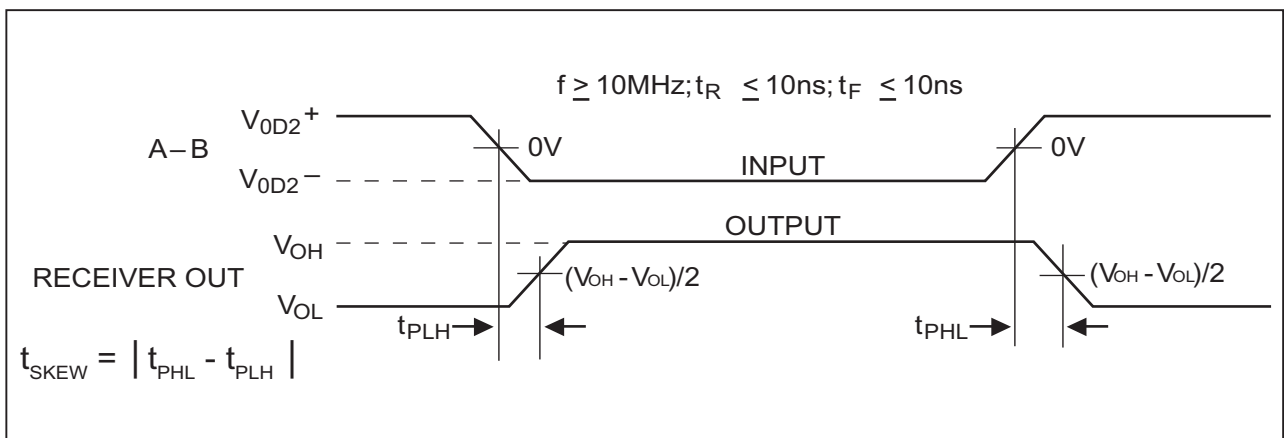 f ≥ 10MHz; tR ≤ 10ns; tF ≤ 10ns
V0D2+
A–B
0V
0V
V0D2–
INPUT
OUTPUT
VOH
RECEIVER OUT
(VOH - VOL)/2
(VOH - VOL)/2
VOL
tPLH
tPHL
tSKEW = | tPHL - tPLH |